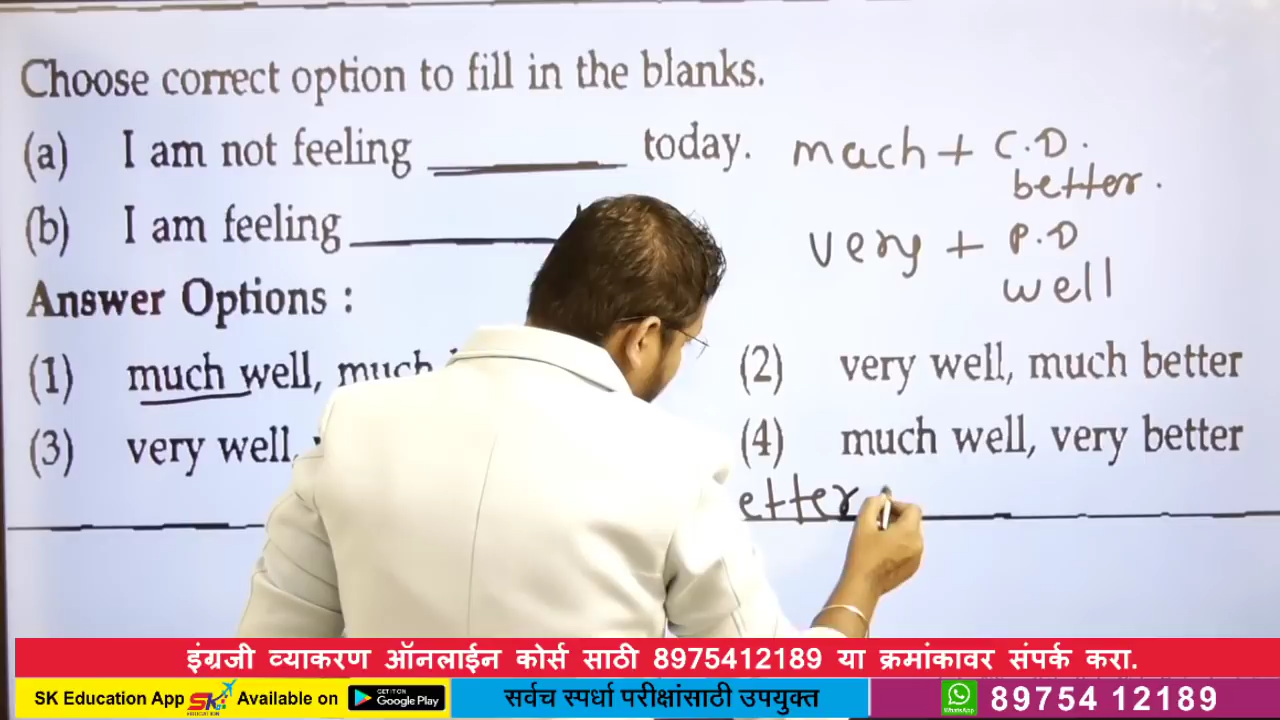 Choose correct option to fill in the blanks.
(a) I am not feeling ________ today.
mach + C.D.
better.
(b) I am feeling ________
very + P.D
well
Answer Options :
(1) much well, much
(2) very well, much better
(3) very well,
(4) much well, very better
etter
इंग्रजी व्याकरण ऑनलाईन कोर्स साठी 8975412189 या क्रमांकावर संपर्क करा.
SK Education App SK Available on GET IT ON Google Play
सर्वच स्पर्धा परीक्षांसाठी उपयुक्त
WhatsApp 89754 12189